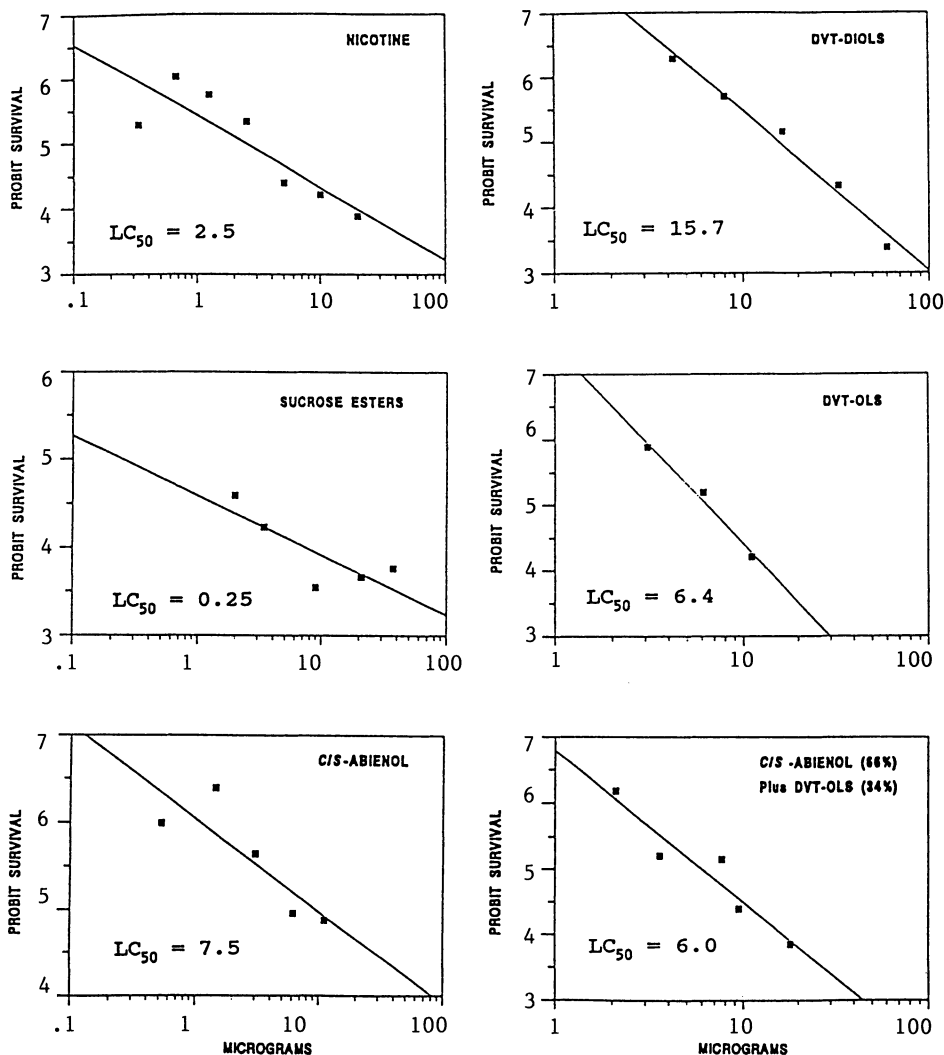 NICOTINE
PROBIT SURVIVAL
7
6
5
4
3
LC50 = 2.5
.1 1 10 100
DVT-DIOLS
PROBIT SURVIVAL
7
6
5
4
3
LC50 = 15.7
1 10 100
SUCROSE ESTERS
PROBIT SURVIVAL
6
5
4
3
LC50 = 0.25
.1 1 10 100
DVT-OLS
PROBIT SURVIVAL
7
6
5
4
3
LC50 = 6.4
1 10 100
CIS-ABIENOL
PROBIT SURVIVAL
7
6
5
4
LC50 = 7.5
.1 1 10 100
MICROGRAMS
CIS-ABIENOL (66%)
Plus DVT-OLS (34%)
PROBIT SURVIVAL
7
6
5
4
3
LC50 = 6.0
1 10 100
MICROGRAMS